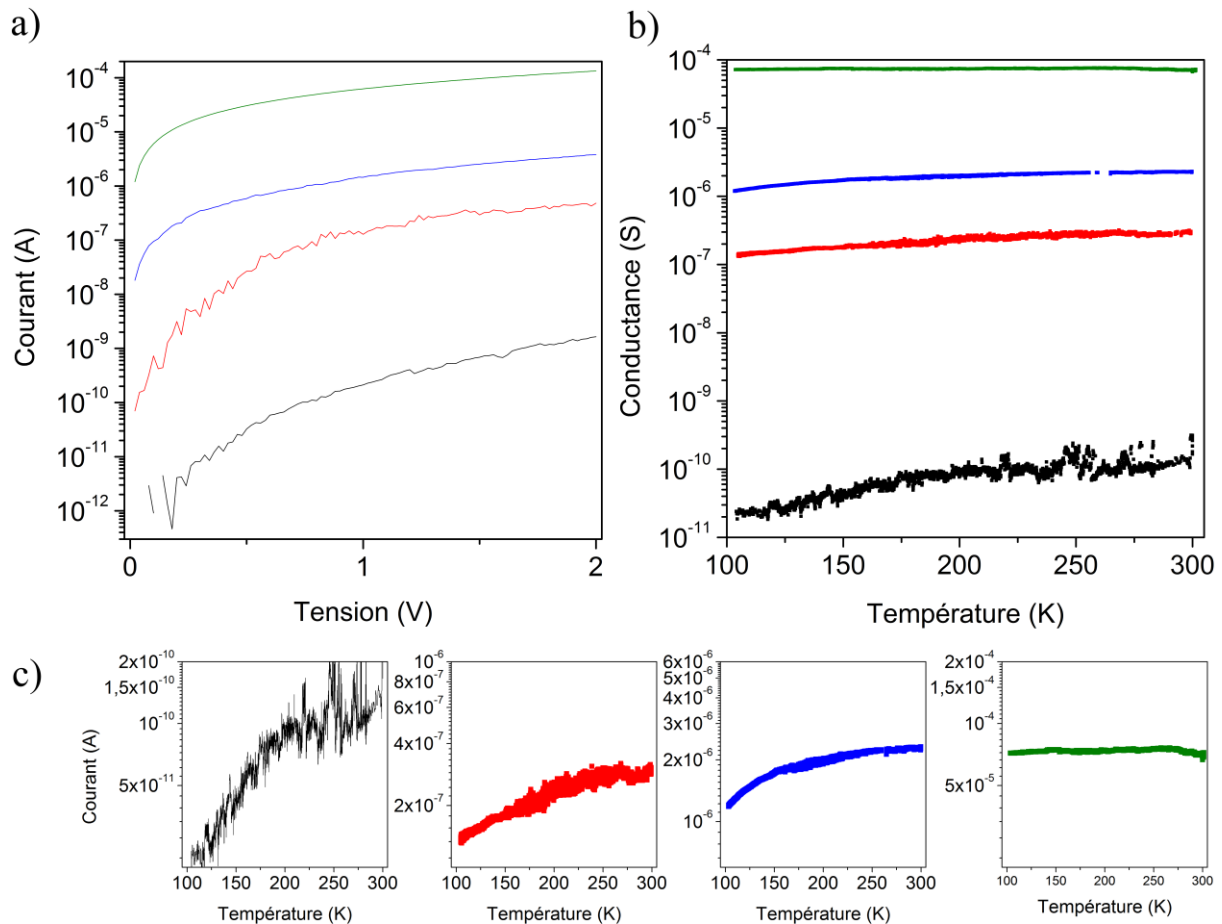 a)
Courant (A)
10⁻⁴
10⁻⁵
10⁻⁶
10⁻⁷
10⁻⁸
10⁻⁹
10⁻¹⁰
10⁻¹¹
10⁻¹²
0 1 2
Tension (V)
b)
Conductance (S)
10⁻⁴
10⁻⁵
10⁻⁶
10⁻⁷
10⁻⁸
10⁻⁹
10⁻¹⁰
10⁻¹¹
100 150 200 250 300
Température (K)
c)
Courant (A)
2x10⁻¹⁰
1,5x10⁻¹⁰
10⁻¹⁰
5x10⁻¹¹
100 150 200 250 300
Température (K)
10⁻⁶
8x10⁻⁷
6x10⁻⁷
4x10⁻⁷
2x10⁻⁷
100 150 200 250 300
Température (K)
6x10⁻⁶
5x10⁻⁶
4x10⁻⁶
3x10⁻⁶
2x10⁻⁶
10⁻⁶
100 150 200 250 300
Température (K)
2x10⁻⁴
1,5x10⁻⁴
10⁻⁴
5x10⁻⁵
100 150 200 250 300
Température (K)